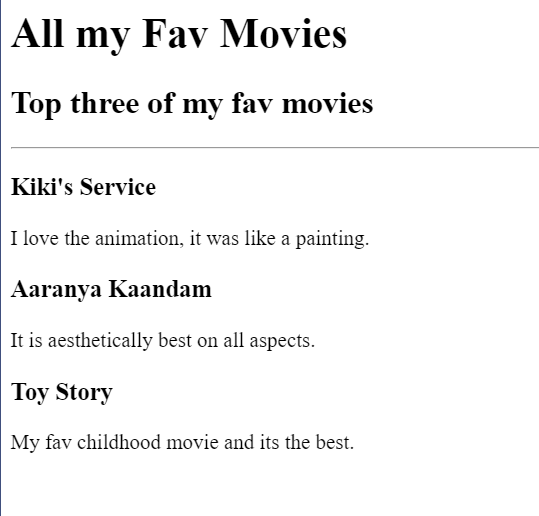 All my Fav Movies
Top three of my fav movies
Kiki's Service
I love the animation, it was like a painting.
Aaranya Kaandam
It is aesthetically best on all aspects.
Toy Story
My fav childhood movie and its the best.